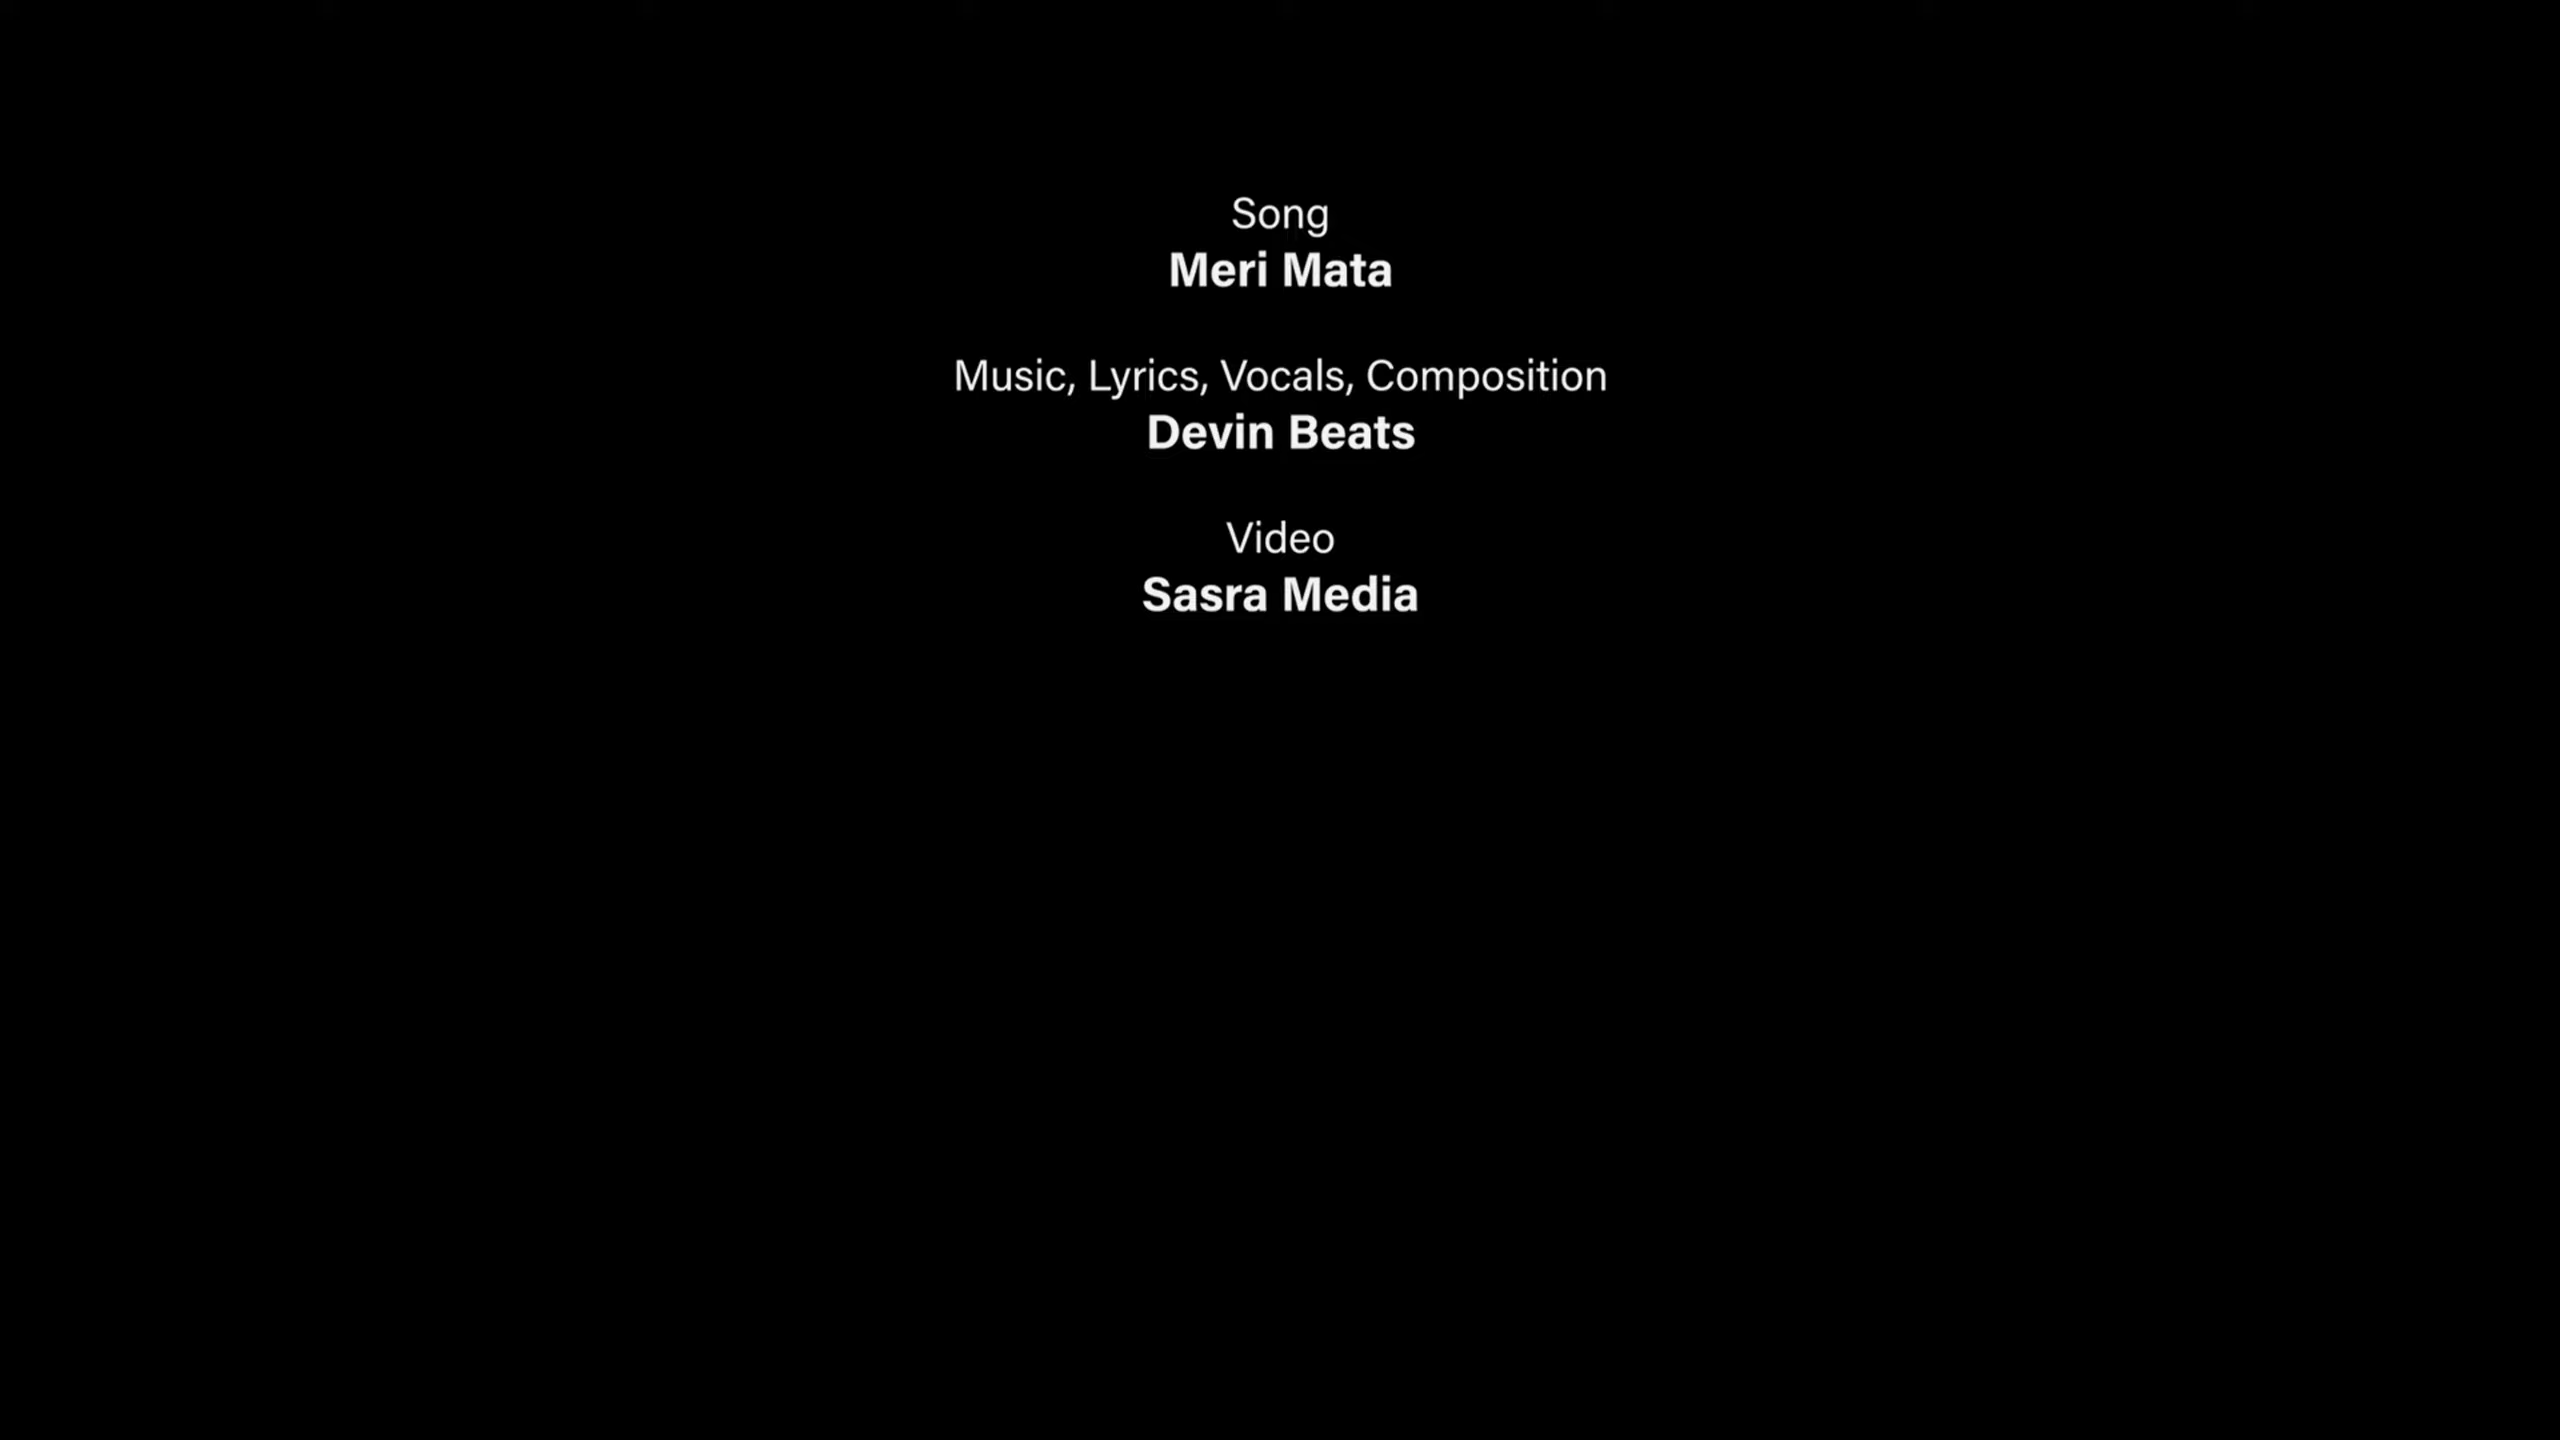 Song
Meri Mata
Music, Lyrics, Vocals, Composition
Devin Beats
Video
Sasra Media